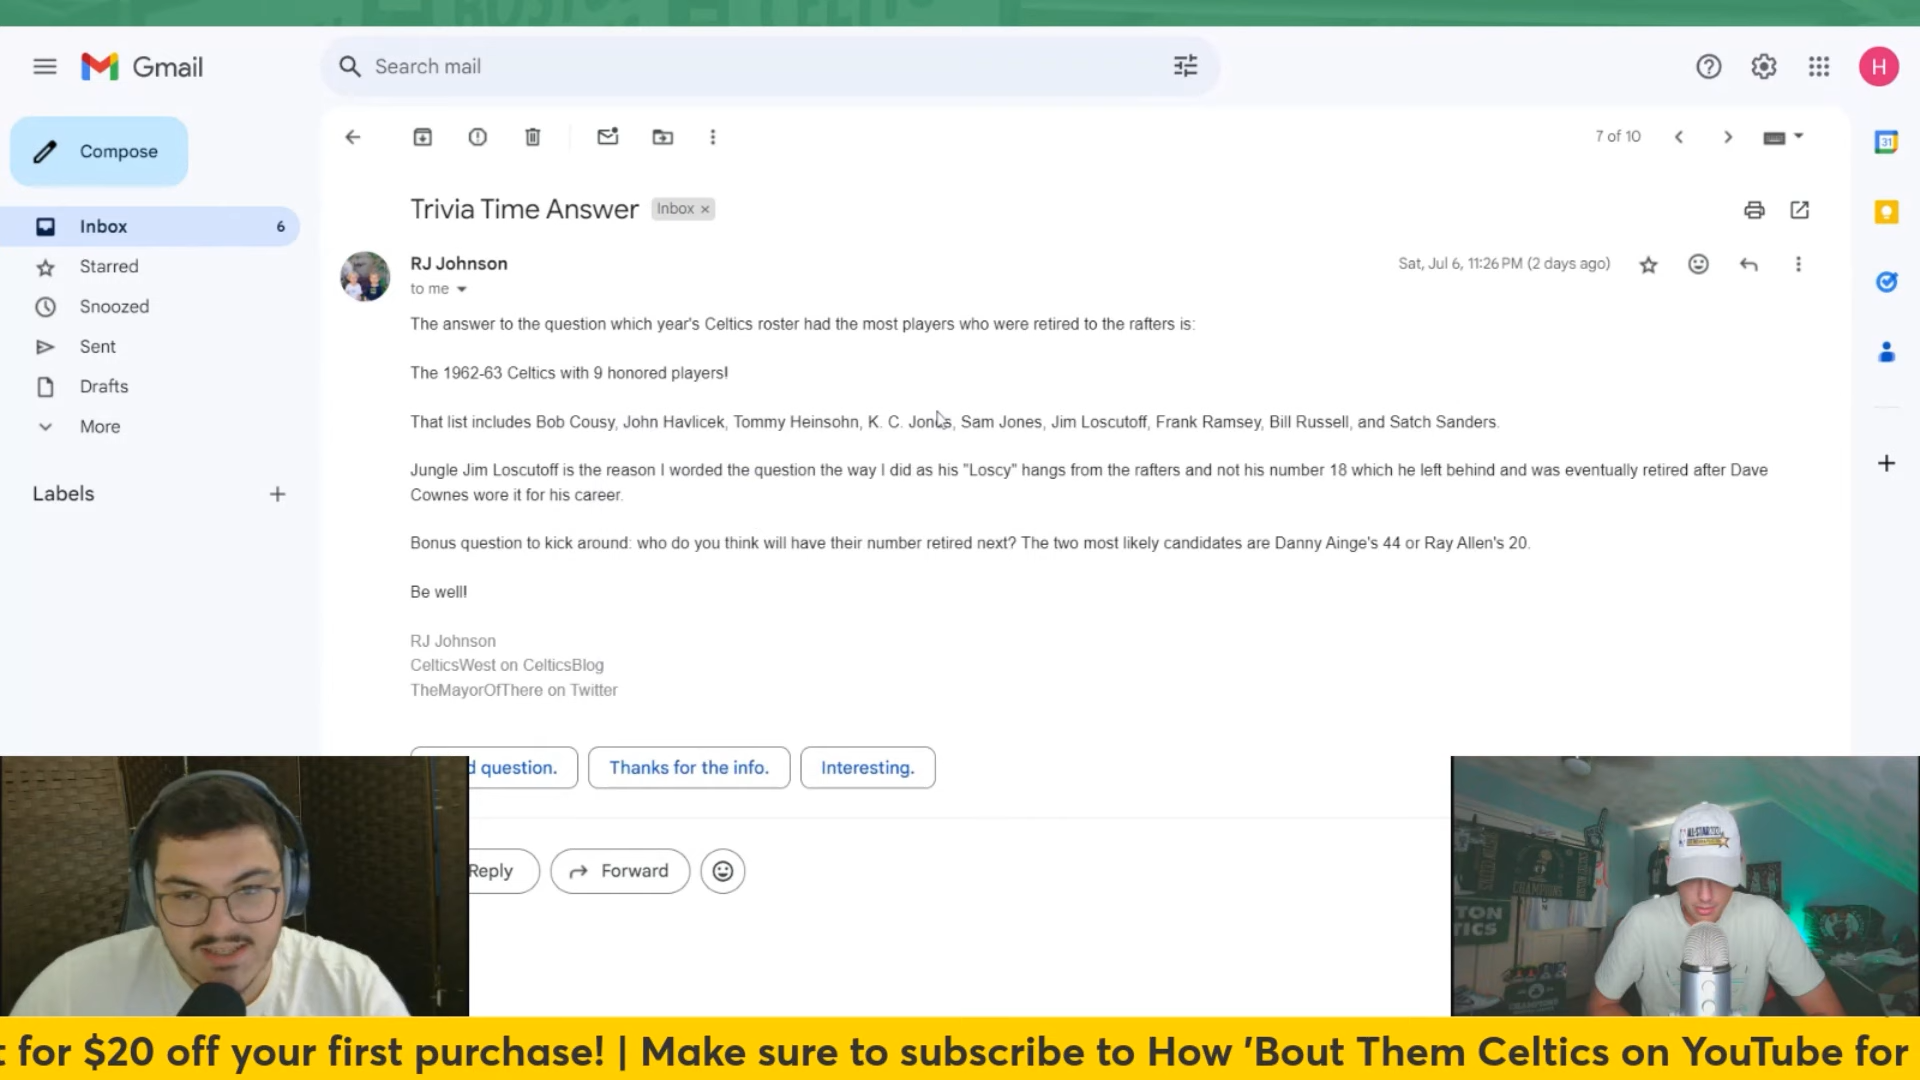 BOSTON CELTIC
Gmail
Search mail
H
Compose
7 of 10
31
Trivia Time Answer Inbox ×
Inbox 6
RJ Johnson
Sat, Jul 6, 11:26 PM (2 days ago)
to me
Starred
Snoozed
Sent
Drafts
More
Labels
The answer to the question which year's Celtics roster had the most players who were retired to the rafters is:
The 1962-63 Celtics with 9 honored players!
That list includes Bob Cousy, John Havlicek, Tommy Heinsohn, K. C. Jones, Sam Jones, Jim Loscutoff, Frank Ramsey, Bill Russell, and Satch Sanders.
Jungle Jim Loscutoff is the reason I worded the question the way I did as his "Loscy" hangs from the rafters and not his number 18 which he left behind and was eventually retired after Dave
Cownes wore it for his career.
Bonus question to kick around: who do you think will have their number retired next? The two most likely candidates are Danny Ainge's 44 or Ray Allen's 20.
Be well!
RJ Johnson
CelticsWest on CelticsBlog
TheMayorOfThere on Twitter
d question.
Thanks for the info.
Interesting.
Reply
Forward
CHAMPIONS
TON
TICS
t for $20 off your first purchase! | Make sure to subscribe to How 'Bout Them Celtics on YouTube for